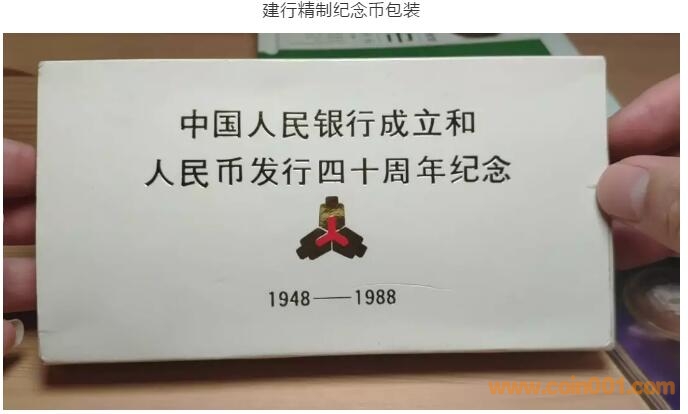 建行精制纪念币包装
中国人民银行成立和
人民币发行四十周年纪念
1948——1988
www.zuke001.com